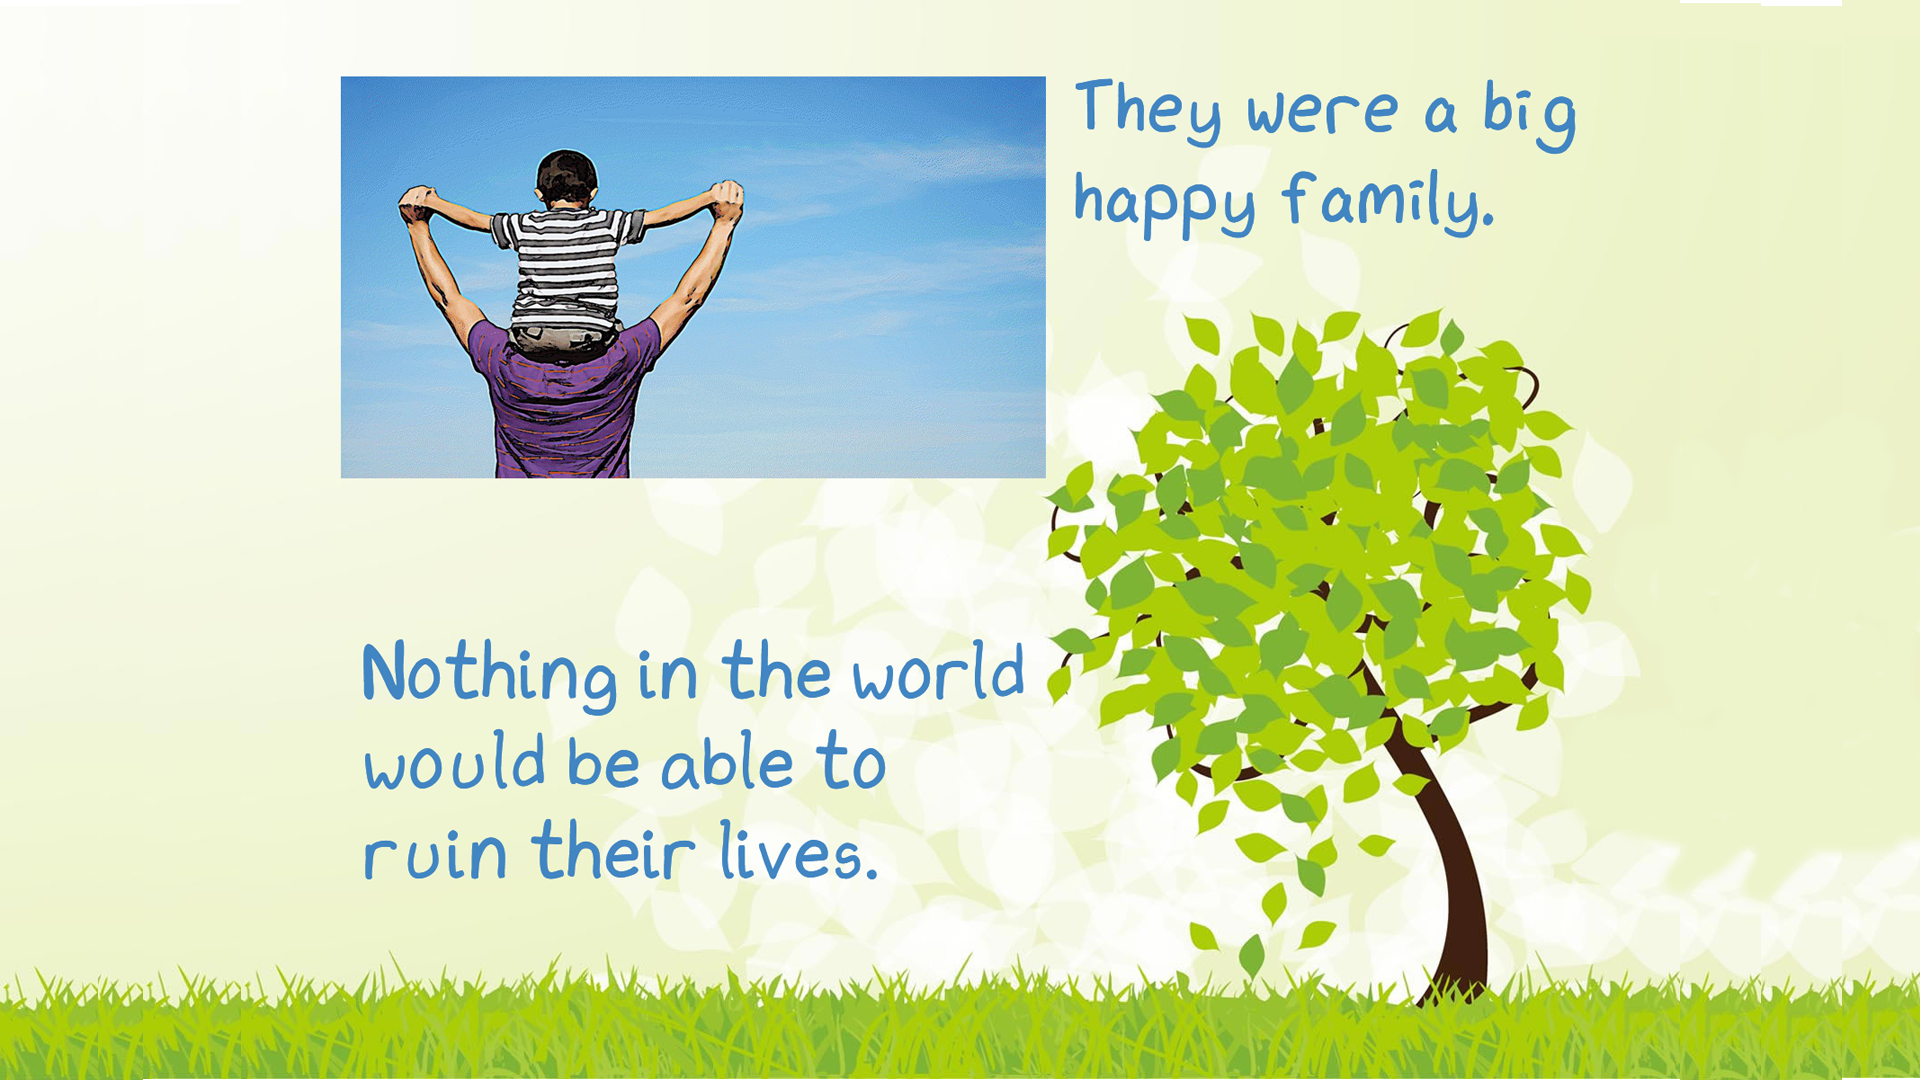 They were a big
happy family.
Nothing in the world
would be able to
ruin their lives.